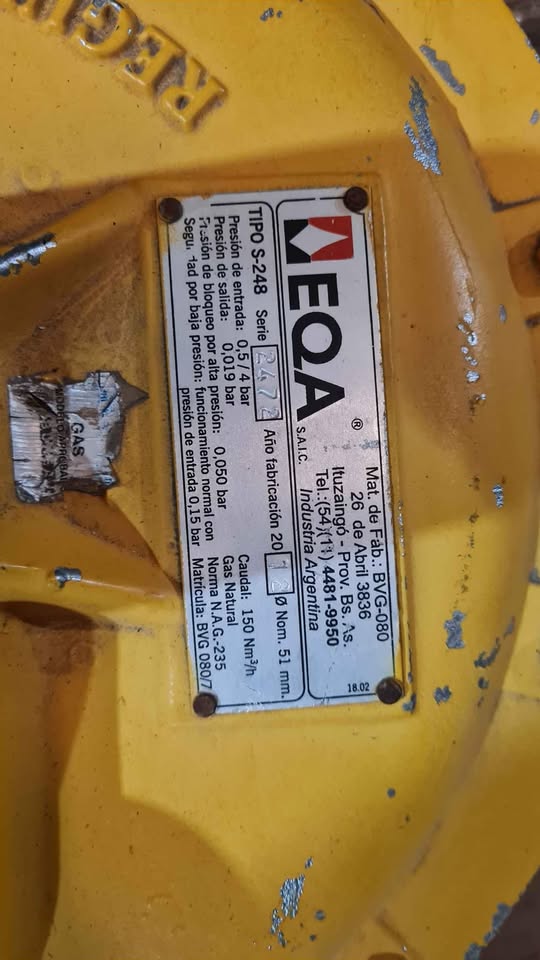 EQA
S.A.I.C.
®
Mat. de Fáb.: BVG-080
26 de Abril 3836
Ituzaingó - Prov. Bs. As.
Tel.:(54)(11) 4481-9950
Industria Argentina
18.02
TIPO S-248 Serie 2472 Año fabricación 2012 Ø Nom. 51 mm.
Presión de entrada: 0,5 / 4 bar Caudal: 150 Nm³/h
Presión de salida: 0,019 bar Gas Natural
Presión de bloqueo por alta presión: 0,050 bar Norma N.A.G.-235
por baja presión: funcionamiento normal con Matrícula: BVG 080/7
presión de entrada 0,15 bar
GAS